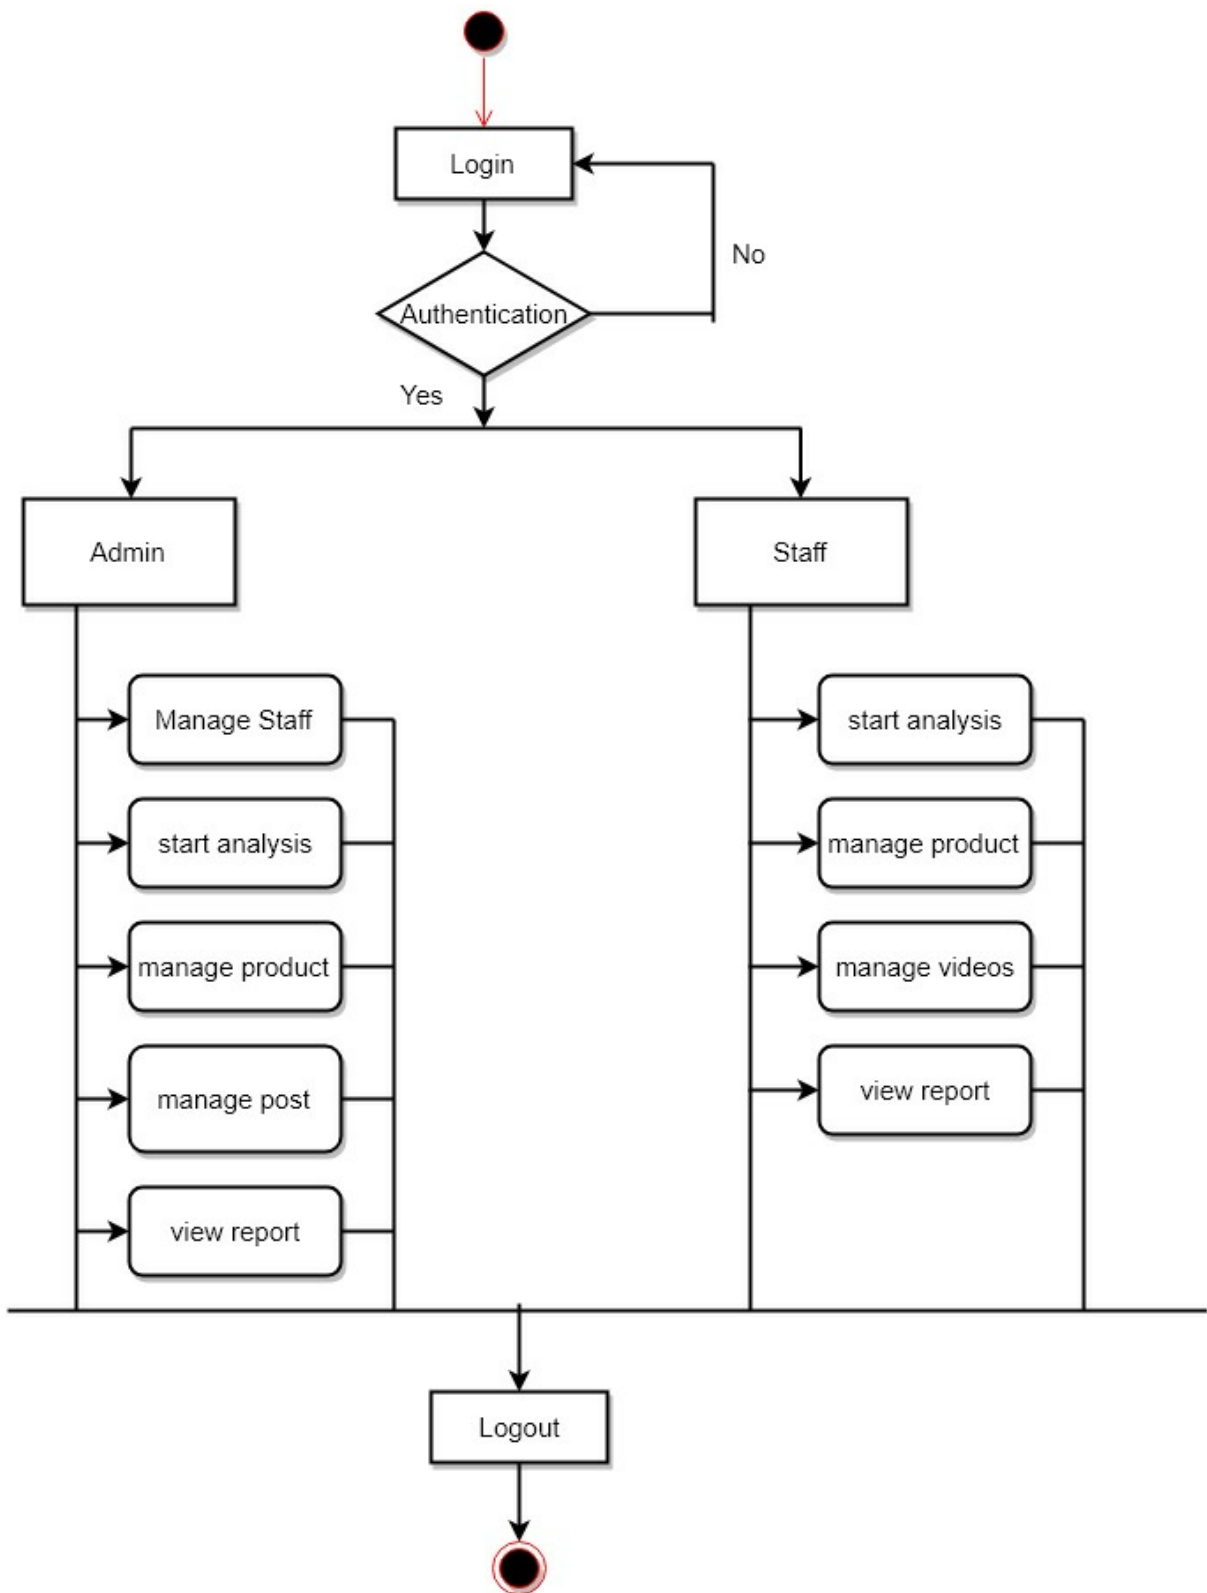 Login
No
Authentication
Yes
Admin
Staff
Manage Staff
start analysis
manage product
manage post
view report
start analysis
manage product
manage videos
view report
Logout